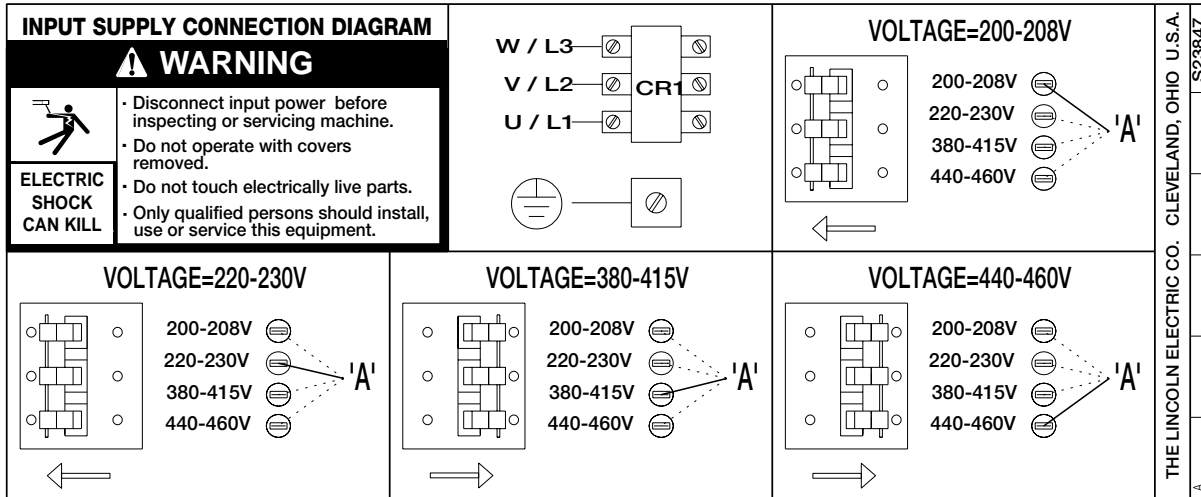 INPUT SUPPLY CONNECTION DIAGRAM
WARNING
ELECTRIC
SHOCK
CAN KILL
· Disconnect input power before
inspecting or servicing machine.
· Do not operate with covers
removed.
· Do not touch electrically live parts.
· Only qualified persons should install,
use or service this equipment.
W / L3
V / L2
U / L1
CR1
VOLTAGE=200-208V
200-208V
220-230V
380-415V
440-460V
'A'
VOLTAGE=220-230V
200-208V
220-230V
380-415V
440-460V
'A'
VOLTAGE=380-415V
200-208V
220-230V
380-415V
440-460V
'A'
VOLTAGE=440-460V
200-208V
220-230V
380-415V
440-460V
'A'
THE LINCOLN ELECTRIC CO. CLEVELAND, OHIO U.S.A.
S23847
A